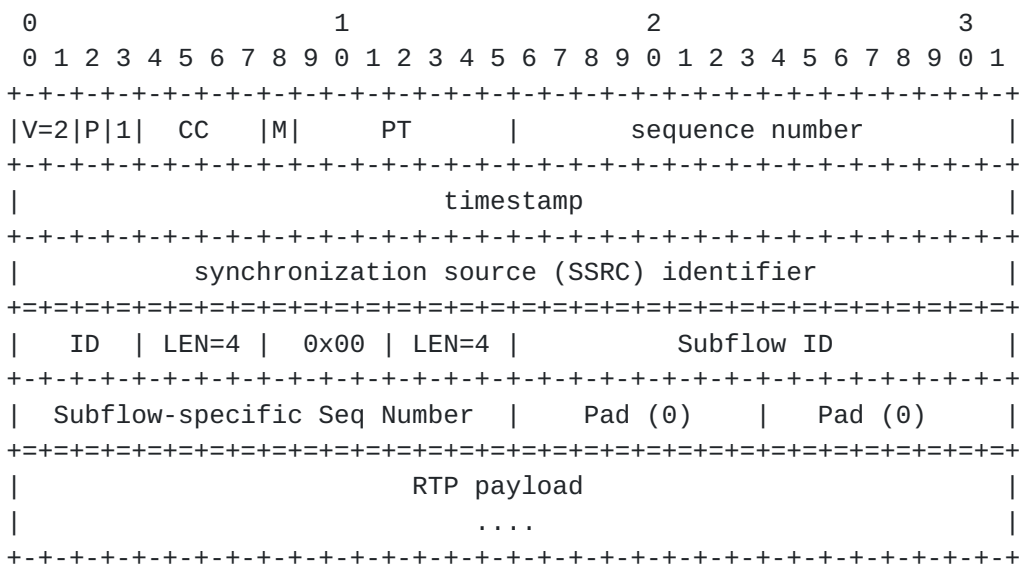 0                   1                   2                   3
 0 1 2 3 4 5 6 7 8 9 0 1 2 3 4 5 6 7 8 9 0 1 2 3 4 5 6 7 8 9 0 1
+-+-+-+-+-+-+-+-+-+-+-+-+-+-+-+-+-+-+-+-+-+-+-+-+-+-+-+-+-+-+-+-+
|V=2|P|1|  CC   |M|     PT      |       sequence number         |
+-+-+-+-+-+-+-+-+-+-+-+-+-+-+-+-+-+-+-+-+-+-+-+-+-+-+-+-+-+-+-+-+
|                           timestamp                           |
+-+-+-+-+-+-+-+-+-+-+-+-+-+-+-+-+-+-+-+-+-+-+-+-+-+-+-+-+-+-+-+-+
|           synchronization source (SSRC) identifier            |
+=+=+=+=+=+=+=+=+=+=+=+=+=+=+=+=+=+=+=+=+=+=+=+=+=+=+=+=+=+=+=+=+
|   ID  | LEN=4 |  0x00 | LEN=4 |          Subflow ID           |
+-+-+-+-+-+-+-+-+-+-+-+-+-+-+-+-+-+-+-+-+-+-+-+-+-+-+-+-+-+-+-+-+
|  Subflow-specific Seq Number  |    Pad (0)    |   Pad (0)     |
+=+=+=+=+=+=+=+=+=+=+=+=+=+=+=+=+=+=+=+=+=+=+=+=+=+=+=+=+=+=+=+=+
|                         RTP payload                           |
|                             ....                              |
+-+-+-+-+-+-+-+-+-+-+-+-+-+-+-+-+-+-+-+-+-+-+-+-+-+-+-+-+-+-+-+-+